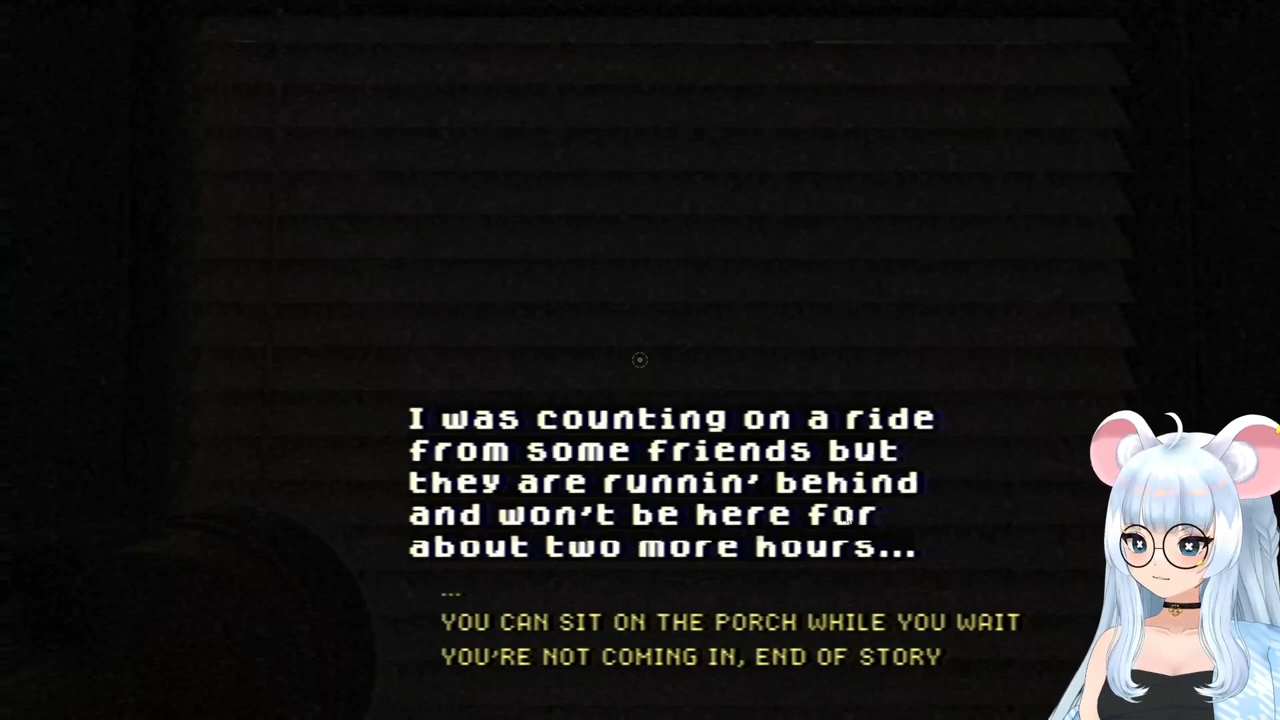 I was counting on a ride
from some friends but
they are runnin' behind
and won't be here for
about two more hours...
...
YOU CAN SIT ON THE PORCH WHILE YOU WAIT
YOU'RE NOT COMING IN, END OF STORY